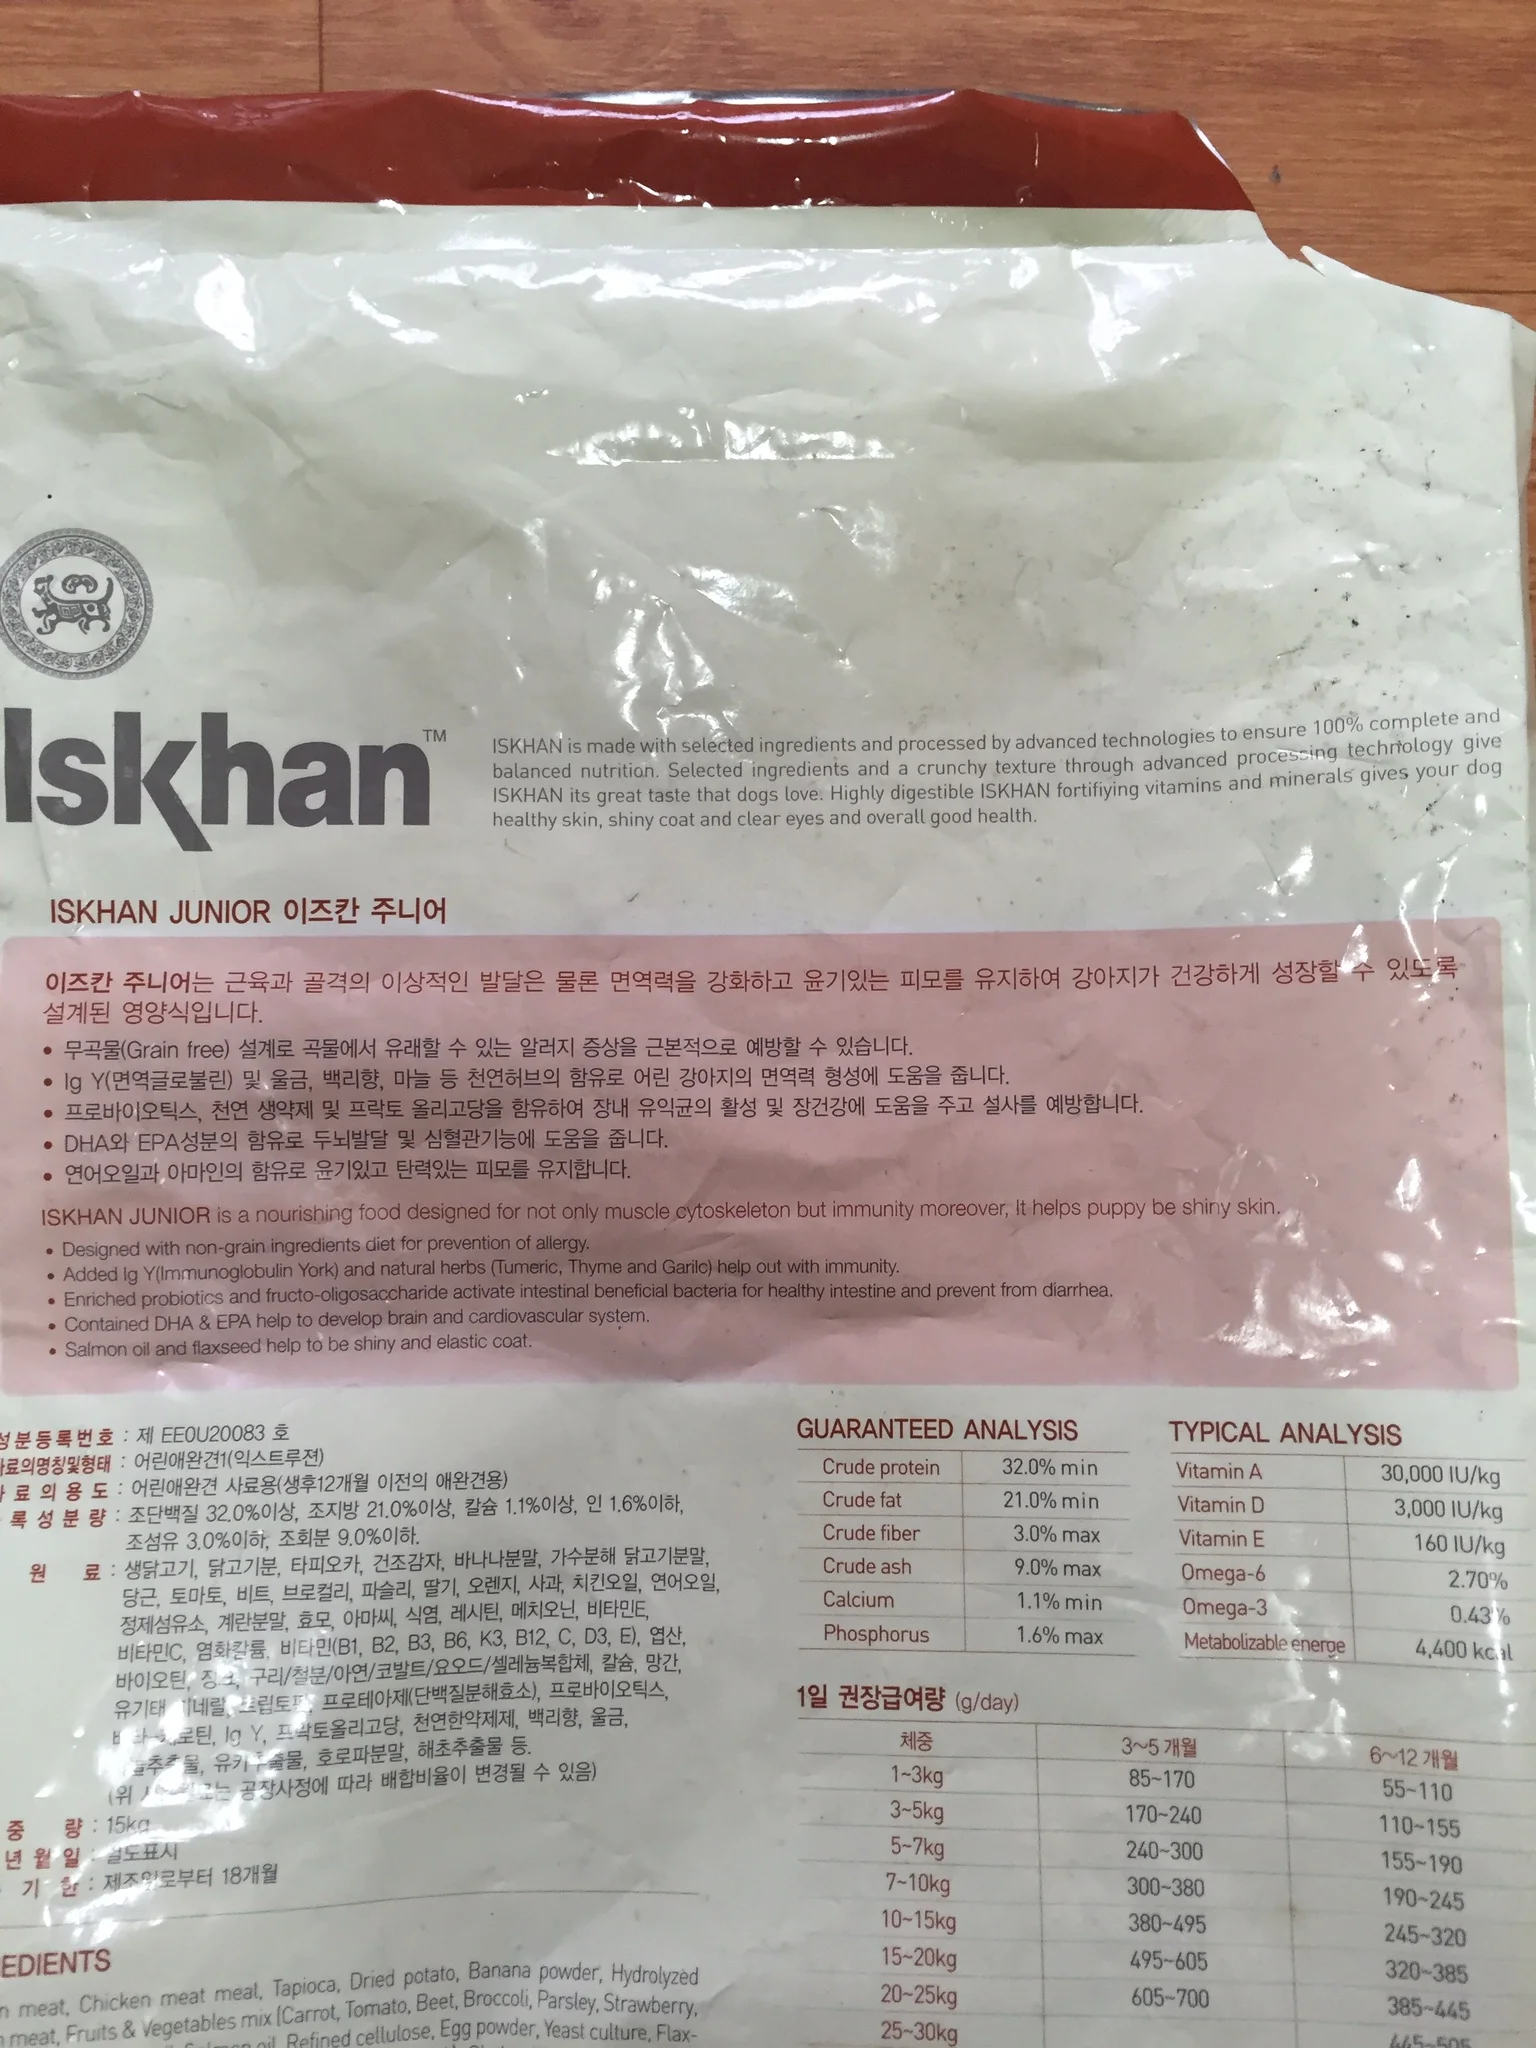 Iskhan™
ISKHAN is made with selected ingredients and processed by advanced technologies to ensure 100% complete and
balanced nutrition. Selected ingredients and a crunchy texture through advanced processing technology give
ISKHAN its great taste that dogs love. Highly digestible ISKHAN fortifiying vitamins and minerals gives your dog
healthy skin, shiny coat and clear eyes and overall good health.
ISKHAN JUNIOR 이즈칸 주니어
이즈칸 주니어는 근육과 골격의 이상적인 발달은 물론 면역력을 강화하고 윤기있는 피모를 유지하여 강아지가 건강하게 성장할 수 있도록
설계된 영양식입니다.
• 무곡물(Grain free) 설계로 곡물에서 유래할 수 있는 알러지 증상을 근본적으로 예방할 수 있습니다.
• Ig Y(면역글로불린) 및 울금, 백리향, 마늘 등 천연허브의 함유로 어린 강아지의 면역력 형성에 도움을 줍니다.
• 프로바이오틱스, 천연 생약제 및 프락토 올리고당을 함유하여 장내 유익균의 활성 및 장건강에 도움을 주고 설사를 예방합니다.
• DHA와 EPA성분의 함유로 두뇌발달 및 심혈관기능에 도움을 줍니다.
• 연어오일과 아마인의 함유로 윤기있고 탄력있는 피모를 유지합니다.
ISKHAN JUNIOR is a nourishing food designed for not only muscle cytoskeleton but immunity moreover, It helps puppy be shiny skin.
• Designed with non-grain ingredients diet for prevention of allergy.
• Added Ig Y(Immunoglobulin York) and natural herbs (Tumeric, Thyme and Garilc) help out with immunity.
• Enriched probiotics and fructo-oligosaccharide activate intestinal beneficial bacteria for healthy intestine and prevent from diarrhea.
• Contained DHA & EPA help to develop brain and cardiovascular system.
• Salmon oil and flaxseed help to be shiny and elastic coat.
성분등록번호 : 제 EE0U20083 호
료의명칭및형태 : 어린애완견1(익스트루젼)
료의용도 : 어린애완견 사료용(생후12개월 이전의 애완견용)
록성분량 : 조단백질 32.0%이상, 조지방 21.0%이상, 칼슘 1.1%이상, 인 1.6%이하,
조섬유 3.0%이하, 조회분 9.0%이하.
원 료 : 생닭고기, 닭고기분, 타피오카, 건조감자, 바나나분말, 가수분해 닭고기분말,
당근, 토마토, 비트, 브로컬리, 파슬리, 딸기, 오렌지, 사과, 치킨오일, 연어오일,
정제섬유소, 계란분말, 효모, 아마씨, 식염, 레시틴, 메치오닌, 비타민E,
비타민C, 염화칼륨, 비타민(B1, B2, B3, B6, K3, B12, C, D3, E), 엽산,
바이오틴, 징크, 구리/철분/아연/코발트/요오드/셀레늄복합체, 칼슘, 망간,
유기태 미네랄, 트립토판, 프로테아제(단백질분해효소), 프로바이오틱스,
Ig Y, 프락토올리고당, 천연한약제제, 백리향, 울금,
호로파분말, 해초추출물 등.
(위 공장사정에 따라 배합비율이 변경될 수 있음)
중 량 : 15kg
년월일 : 별도표시
기한 : 제조일로부터 18개월
EDIENTS
n meat, Chicken meat meal, Tapioca, Dried potato, Banana powder, Hydrolyzed
meat, Fruits & Vegetables mix (Carrot, Tomato, Beet, Broccoli, Parsley, Strawberry,
Salmon oil, Refined cellulose, Egg powder, Yeast culture, Flax-
GUARANTEED ANALYSIS
Crude protein 32.0% min
Crude fat 21.0% min
Crude fiber 3.0% max
Crude ash 9.0% max
Calcium 1.1% min
Phosphorus 1.6% max
TYPICAL ANALYSIS
Vitamin A 30,000 IU/kg
Vitamin D 3,000 IU/kg
Vitamin E 160 IU/kg
Omega-6 2.70%
Omega-3 0.43%
Metabolizable energe 4,400 kcal
1일 권장급여량 (g/day)
체중 3~5 개월 6~12 개월
1~3kg 85~170 55~110
3~5kg 170~240 110~155
5~7kg 240~300 155~190
7~10kg 300~380 190~245
10~15kg 380~495 245~320
15~20kg 495~605 320~385
20~25kg 605~700 385~445
25~30kg 445~505